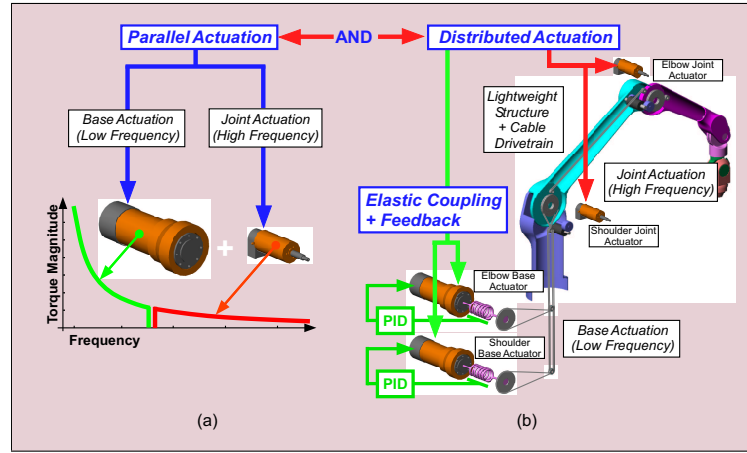 Parallel Actuation
AND
Distributed Actuation
Base Actuation
(Low Frequency)
Joint Actuation
(High Frequency)
+
Torque Magnitude
Frequency
(a)
Elbow Joint
Actuator
Lightweight
Structure
+ Cable
Drivetrain
Joint Actuation
(High Frequency)
Shoulder Joint
Actuator
Elastic Coupling
+ Feedback
Elbow Base
Actuator
PID
Shoulder
Base Actuator
PID
Base Actuation
(Low Frequency)
(b)